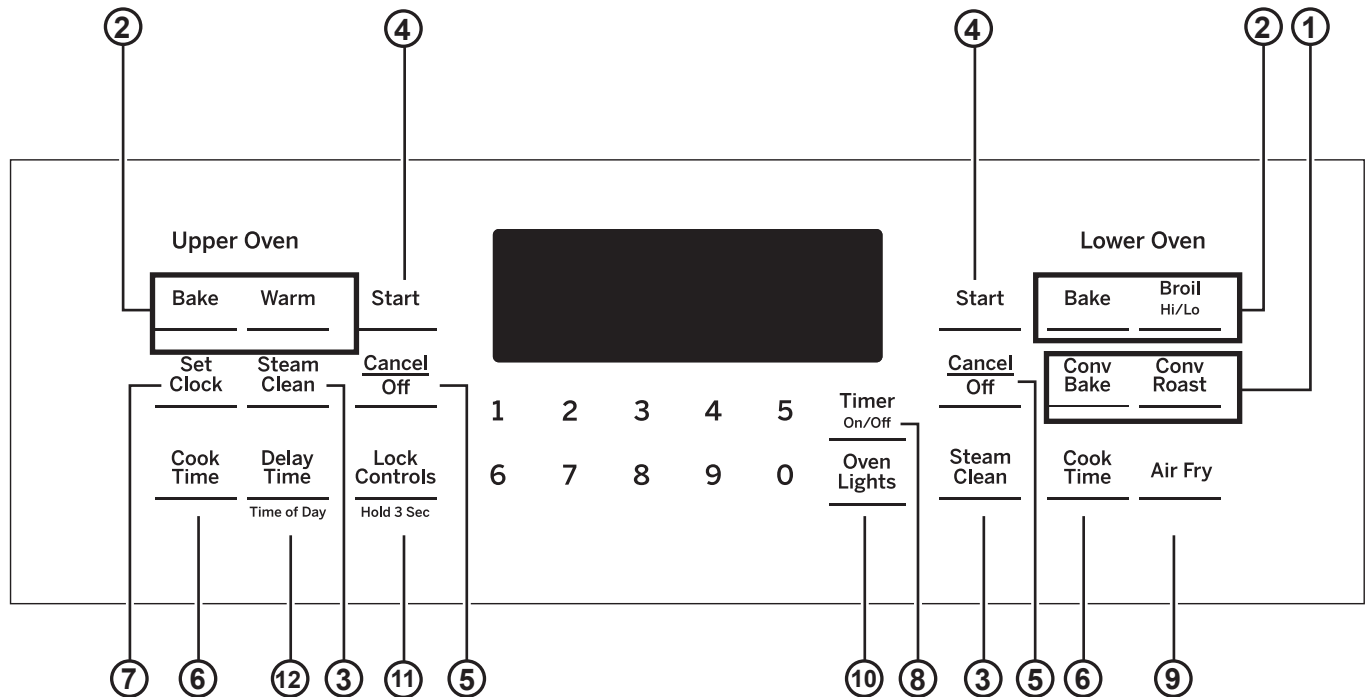 2 4 4 2 1
Upper Oven Lower Oven
Bake Warm Start Start Bake Broil
Hi/Lo
Set Steam Cancel Cancel Conv Conv
Clock Clean Off Off Bake Roast
1 2 3 4 5 Timer
On/Off
Cook Delay Lock Oven Steam Cook Air Fry
Time Time Controls 6 7 8 9 0 Lights Clean Time
Time of Day Hold 3 Sec
7 6 12 3 11 5 10 8 3 5 6 9